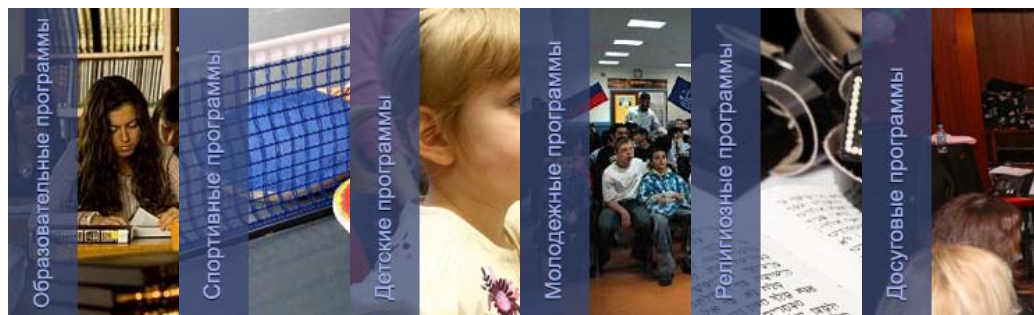 Образовательные программы
Спортивные программы
Детские программы
Молодежные программы
Религиозные программы
Досуговые программы